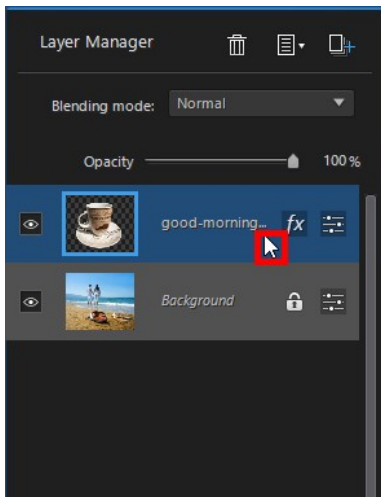 Layer Manager
Blending mode: Normal
Opacity 100 %
good-morning... fx
Background